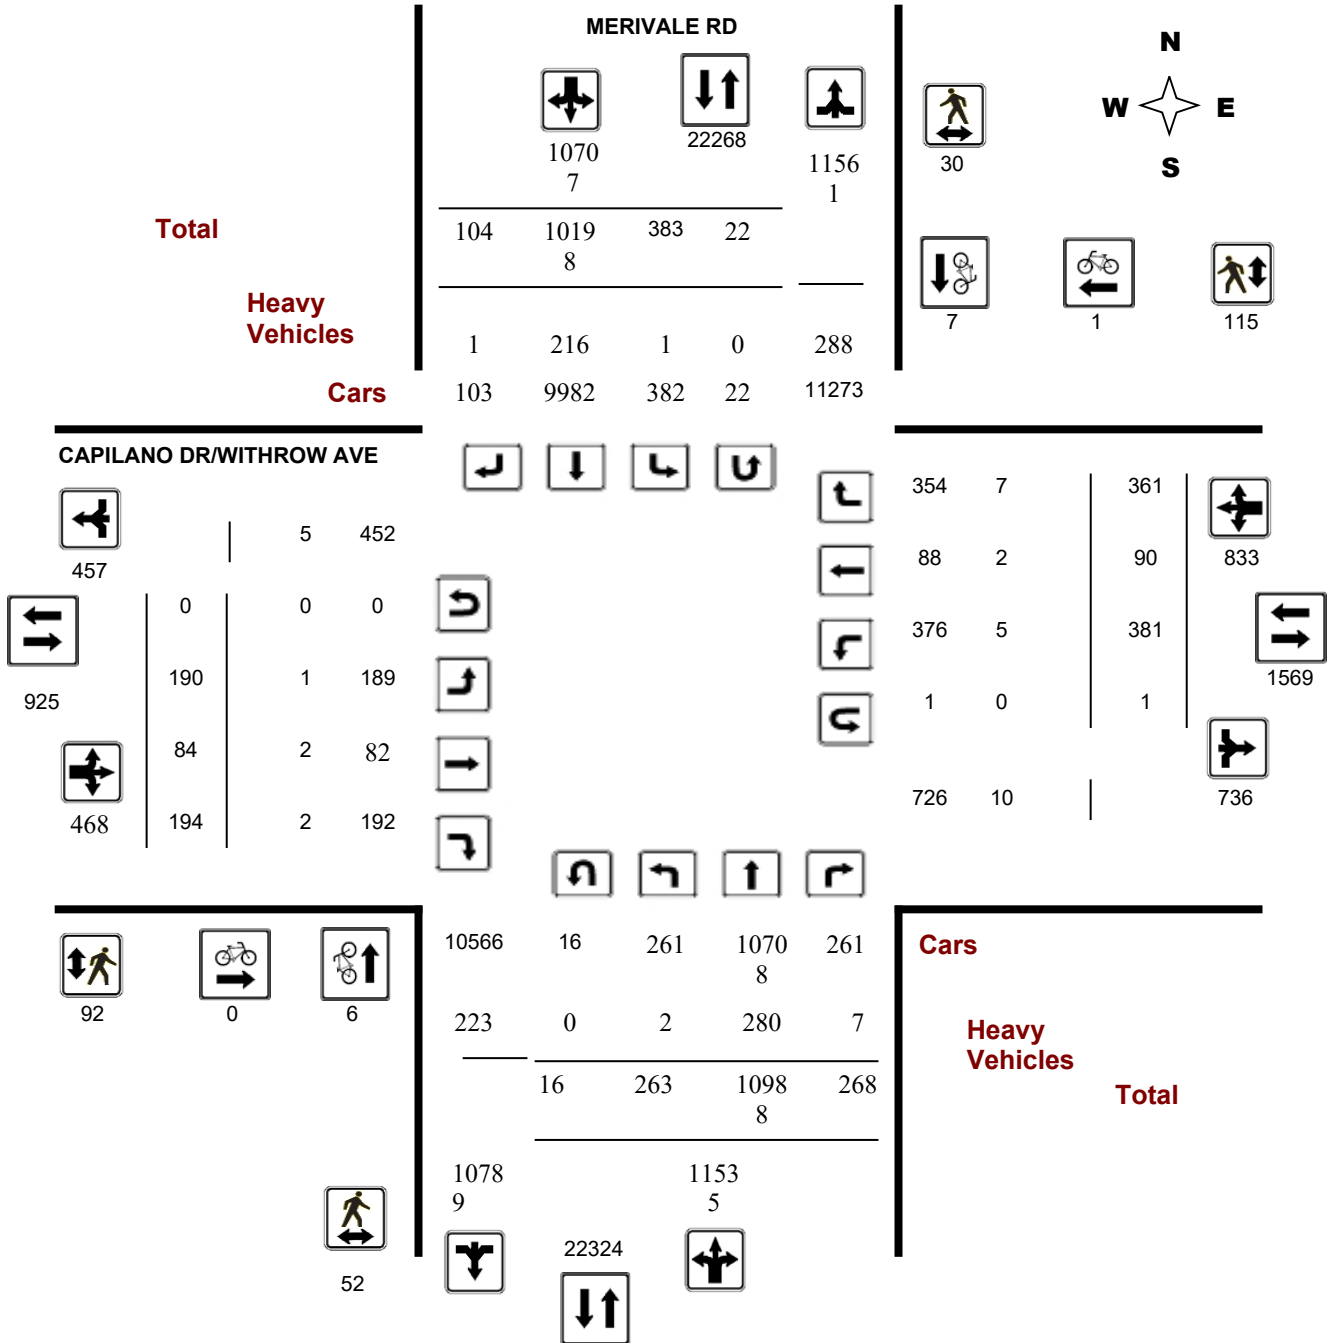 MERIVALE RD
N
W E
S
1070
7
22268
1156
1
30
Total
104 1019
8 383 22
7 1 115
Heavy
Vehicles
1 216 1 0 288
Cars
103 9982 382 22 11273
CAPILANO DR/WITHROW AVE
354 7 361
5 452
457
88 2 90 833
0 0 0
376 5 381
1569
190 1 189
925
1 0 1
84 2 82
726 10 736
468
194 2 192
10566 16 261 1070
8 261
Cars
92 0 6
223 0 2 280 7
Heavy
Vehicles
16 263 1098
8 268
Total
1078
9
1153
5
22324
52